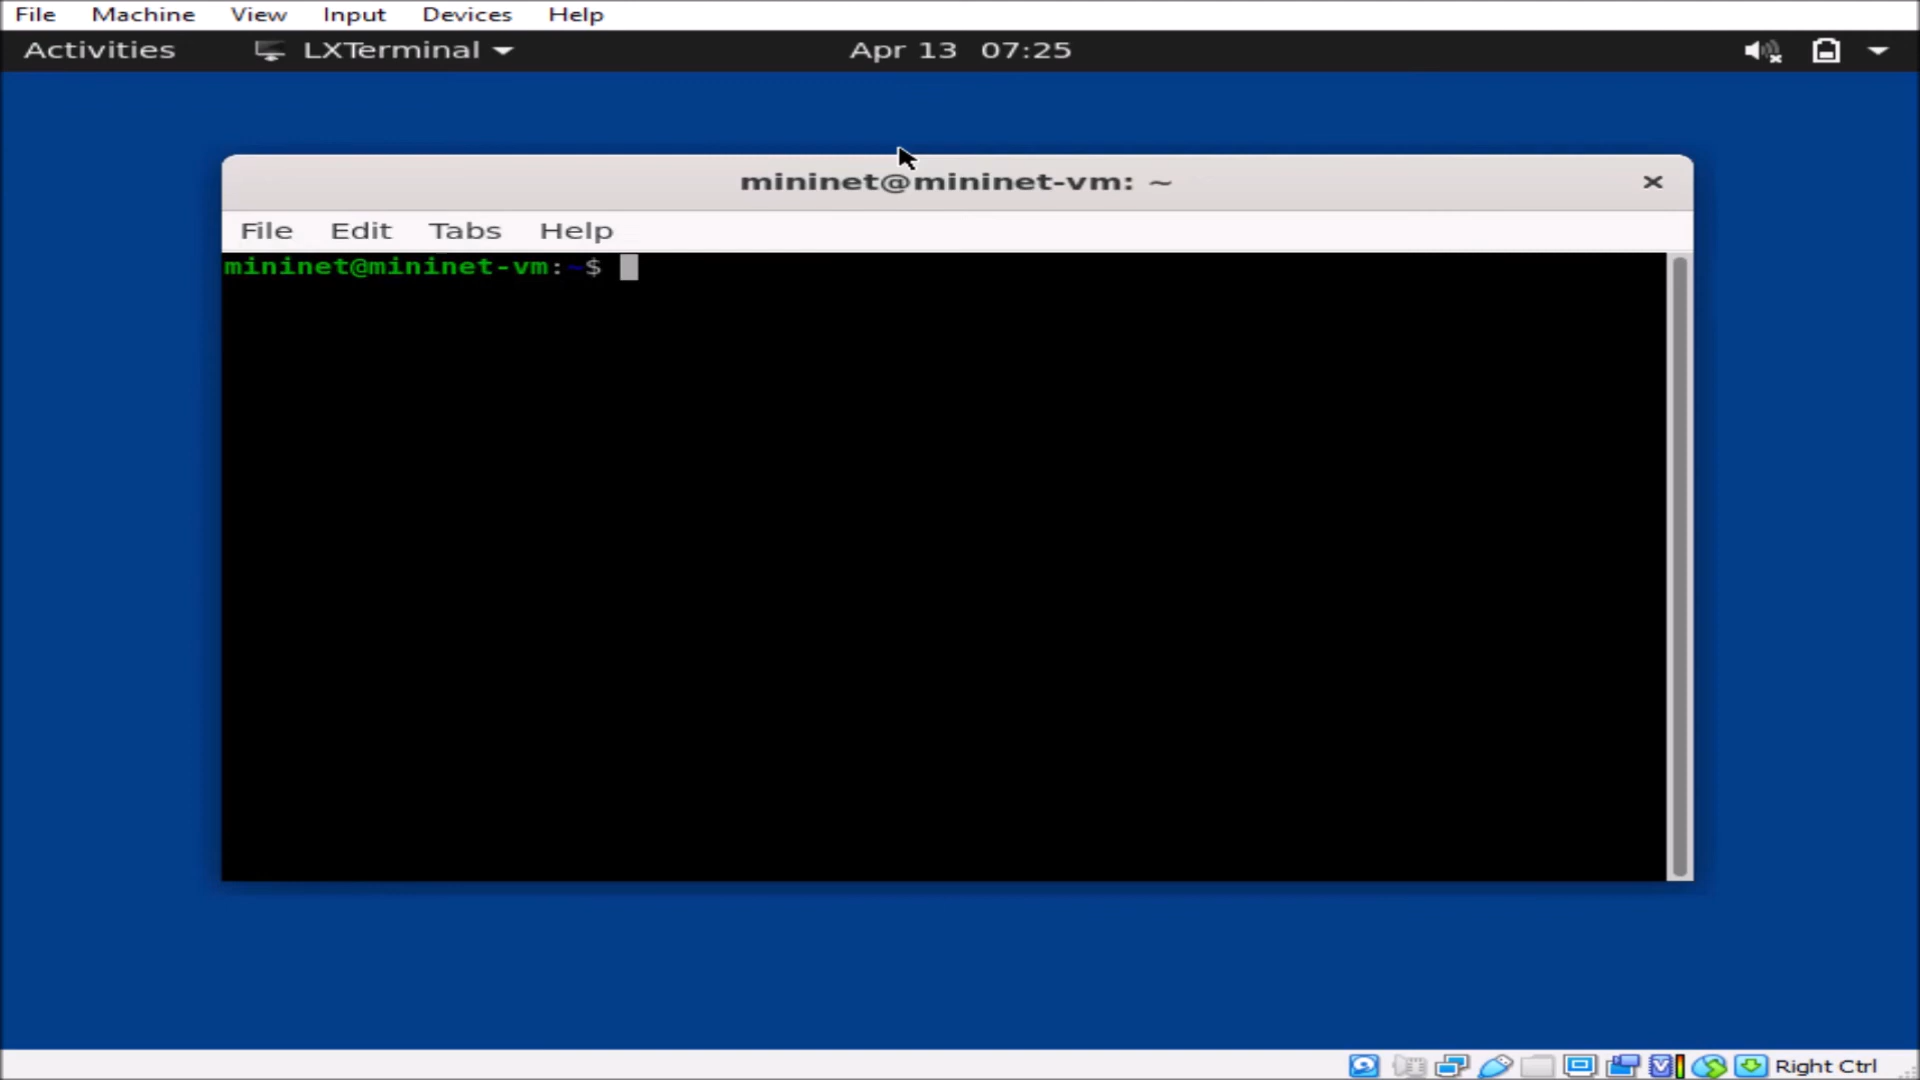 File Machine View Input Devices Help
Activities LXTerminal Apr 13 07:25
mininet@mininet-vm: ~
File Edit Tabs Help
mininet@mininet-vm:~$
Right Ctrl